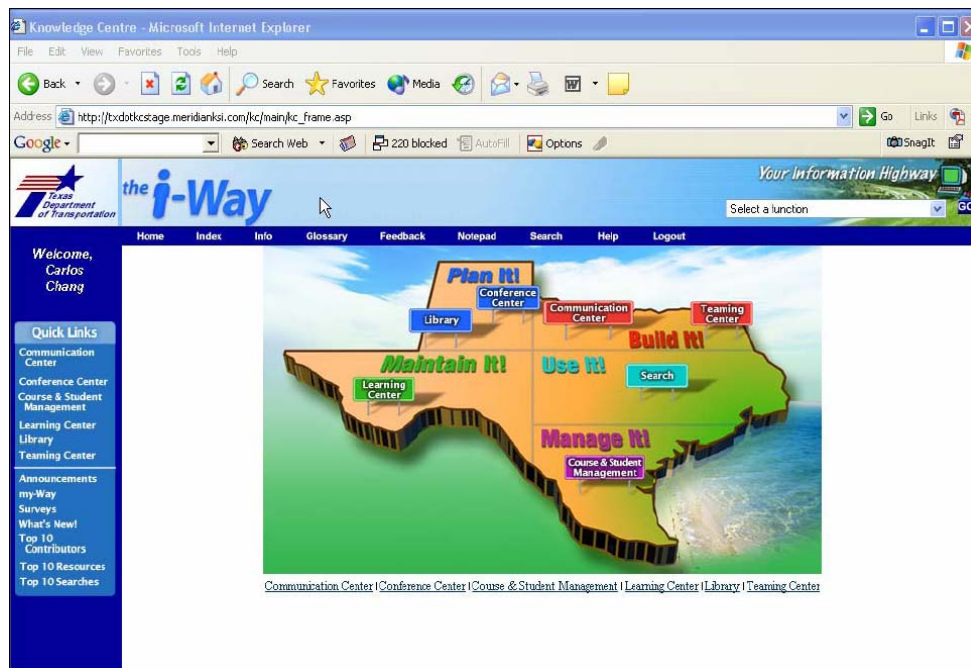 Knowledge Centre - Microsoft Internet Explorer
File Edit View Favorites Tools Help
Back Search Favorites Media
Address http://txdotkcstage.meridianksi.com/kc/main/kc_frame.asp Go Links
Google Search Web 220 blocked AutoFill Options SnagIt
Texas
Department
of Transportation
the i-Way
Your Information Highway
Select a function GO
Home Index Info Glossary Feedback Notepad Search Help Logout
Welcome,
Carlos
Chang
Quick Links
Communication
Center
Conference Center
Course & Student
Management
Learning Center
Library
Teaming Center
Announcements
my-Way
Surveys
What's New!
Top 10
Contributors
Top 10 Resources
Top 10 Searches
Plan It!
Conference
Center
Library
Communication
Center
Teaming
Center
Build It!
Maintain It!
Learning
Center
Use It!
Search
Manage It!
Course & Student
Management
Communication Center | Conference Center | Course & Student Management | Learning Center | Library | Teaming Center